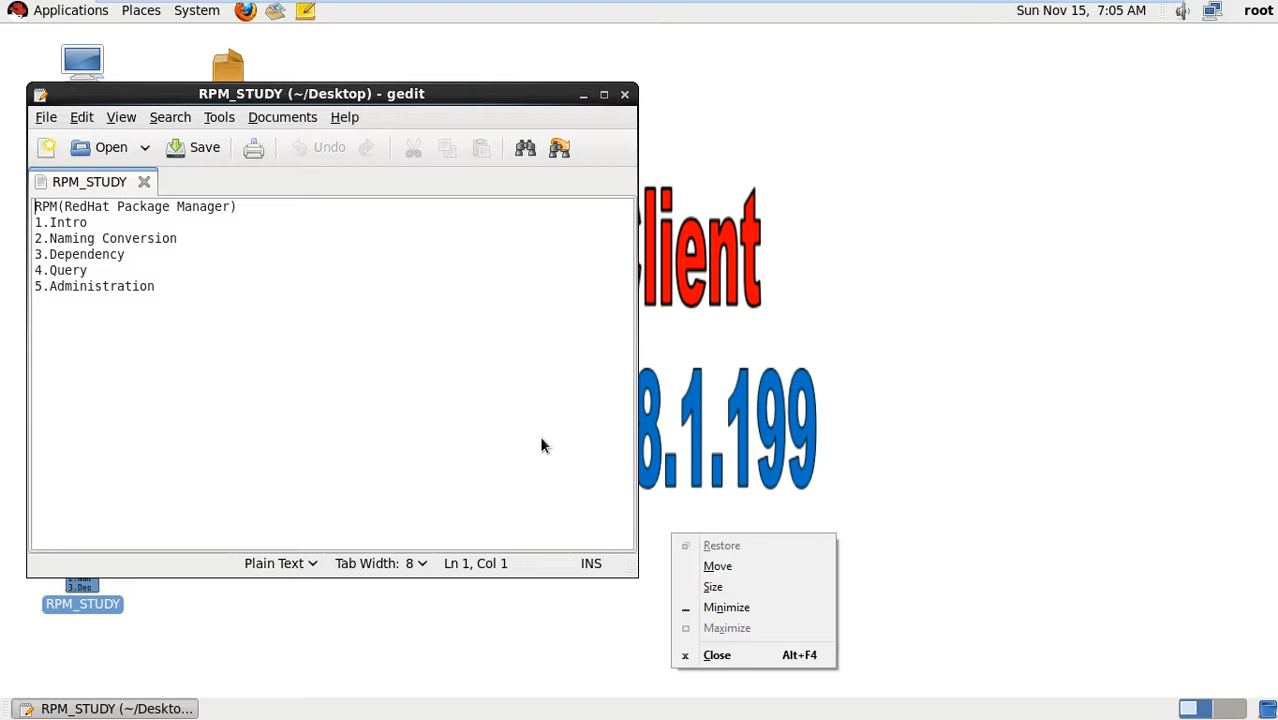 Applications Places System
Sun Nov 15, 7:05 AM root
RPM_STUDY (~/Desktop) - gedit
File Edit View Search Tools Documents Help
Open Save Undo
RPM_STUDY
RPM(RedHat Package Manager)
1.Intro
2.Naming Conversion
3.Dependency
4.Query
5.Administration
Client
8.1.199
Plain Text Tab Width: 8 Ln 1, Col 1 INS
3.Dep
RPM_STUDY
Restore
Move
Size
Minimize
Maximize
Close Alt+F4
RPM_STUDY (~/Deskto...